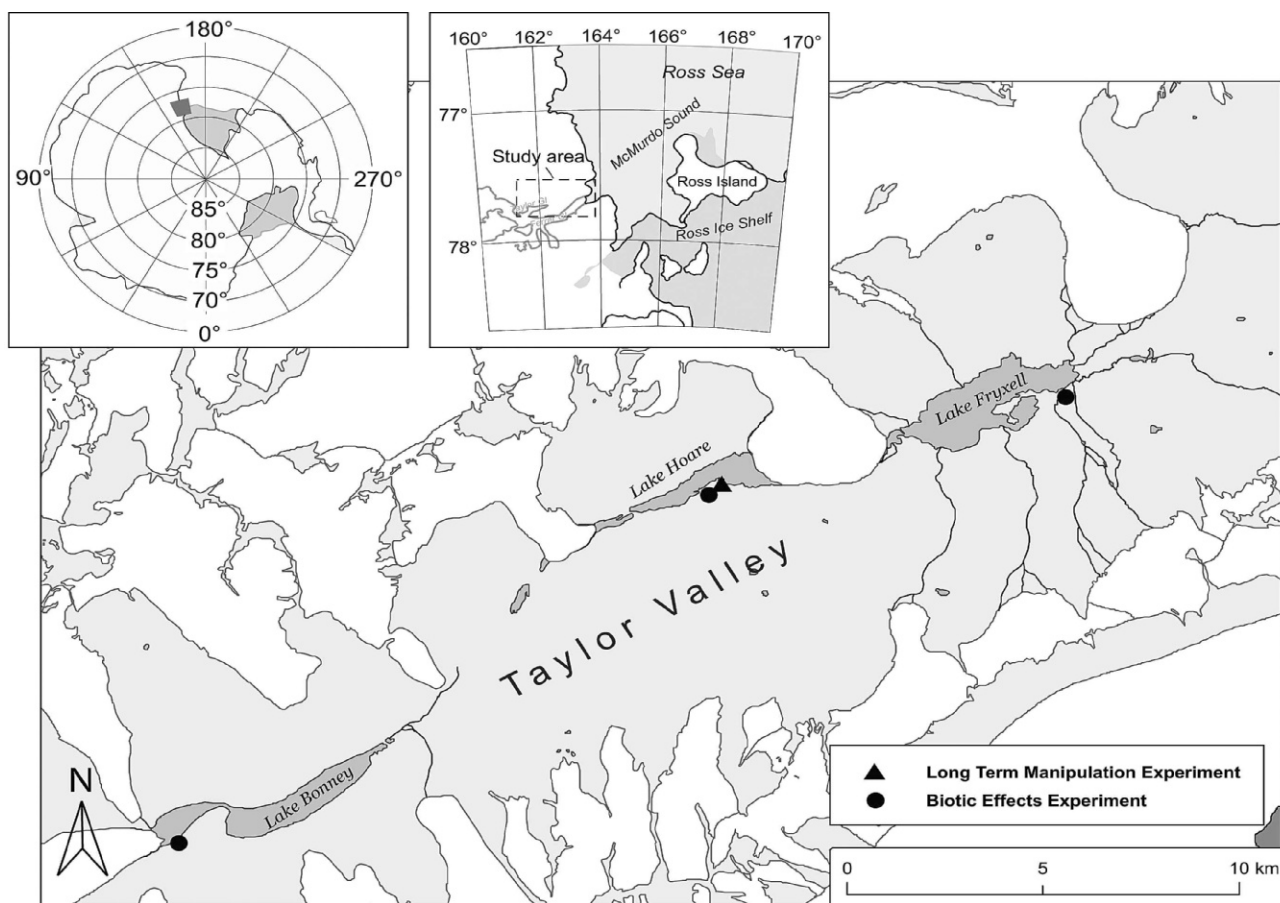 180°
90°
270°
85°
80°
75°
70°
0°
160°
162°
164°
166°
168°
170°
Ross Sea
77°
McMurdo Sound
Study area
Ross Island
Ross Ice Shelf
78°
Lake Fryxell
Lake Hoare
Taylor Valley
Lake Bonney
N
Long Term Manipulation Experiment
Biotic Effects Experiment
0
5
10 km